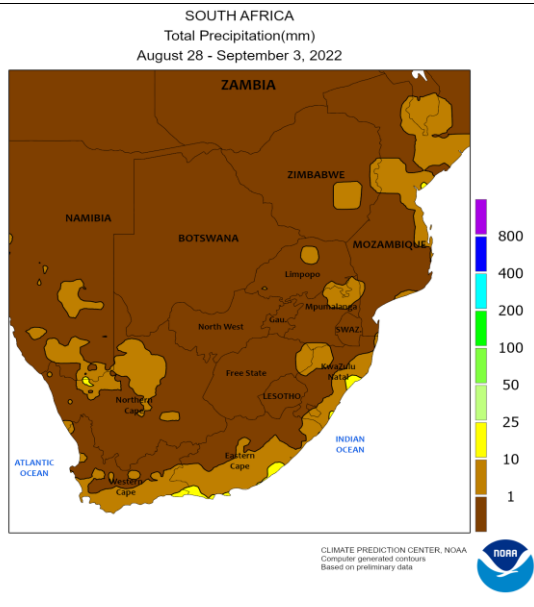 SOUTH AFRICA
Total Precipitation(mm)
August 28 - September 3, 2022
ZAMBIA
ZIMBABWE
NAMIBIA
BOTSWANA
MOZAMBIQUE
Limpopo
Mpumalanga
Gau.
North West
SWAZ.
Free State
KwaZulu
Natal
LESOTHO
Northern
Cape
Eastern
Cape
Western
Cape
ATLANTIC
OCEAN
INDIAN
OCEAN
800
400
200
100
50
25
10
1
CLIMATE PREDICTION CENTER, NOAA
Computer generated contours
Based on preliminary data
NOAA